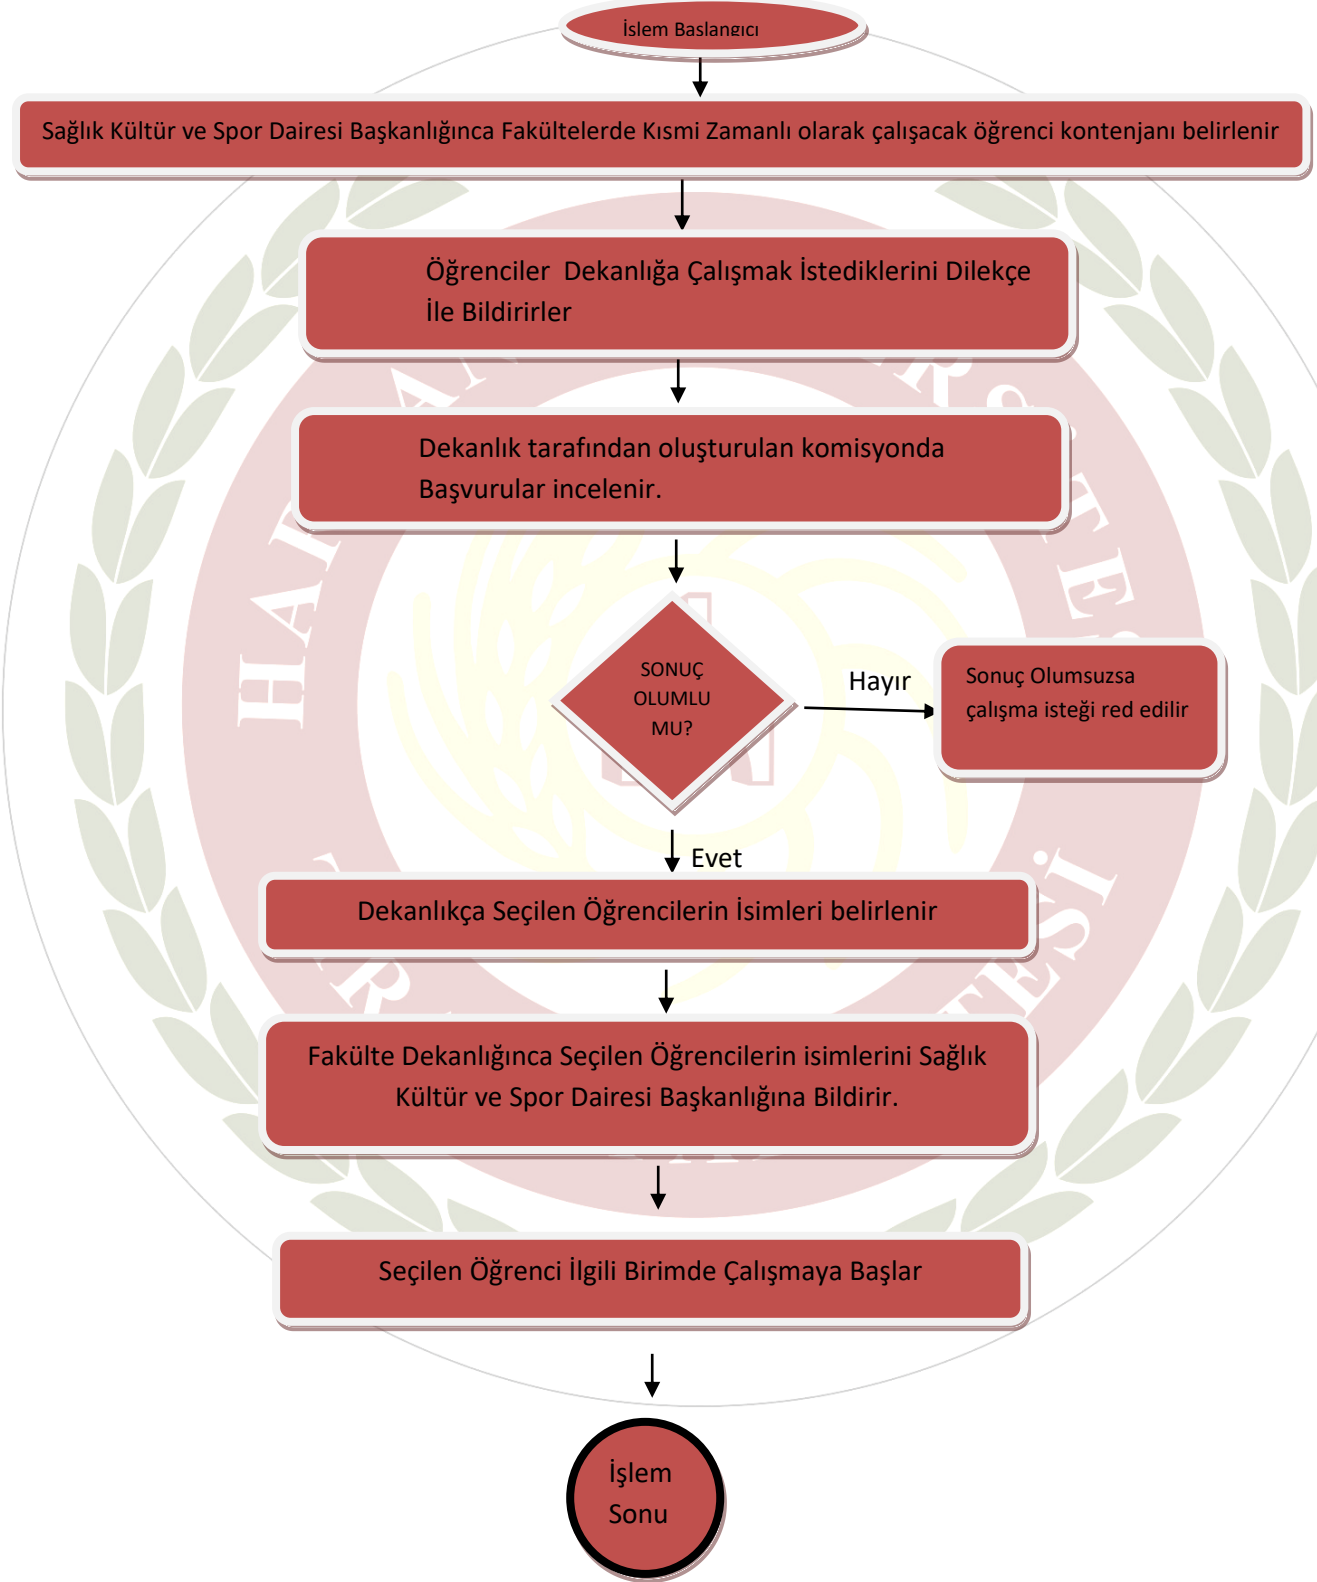 İşlem Başlangıcı
Sağlık Kültür ve Spor Dairesi Başkanlığınca Fakültelerde Kısmi Zamanlı olarak çalışacak öğrenci kontenjanı belirlenir
Öğrenciler Dekanlığa Çalışmak İstediklerini Dilekçe
İle Bildirirler
Dekanlık tarafından oluşturulan komisyonda
Başvurular incelenir.
SONUÇ
OLUMLU
MU?
Hayır
Sonuç Olumsuzsa
çalışma isteği red edilir
Evet
Dekanlıkça Seçilen Öğrencilerin İsimleri belirlenir
Fakülte Dekanlığınca Seçilen Öğrencilerin isimlerini Sağlık
Kültür ve Spor Dairesi Başkanlığına Bildirir.
Seçilen Öğrenci İlgili Birimde Çalışmaya Başlar
İşlem
Sonu